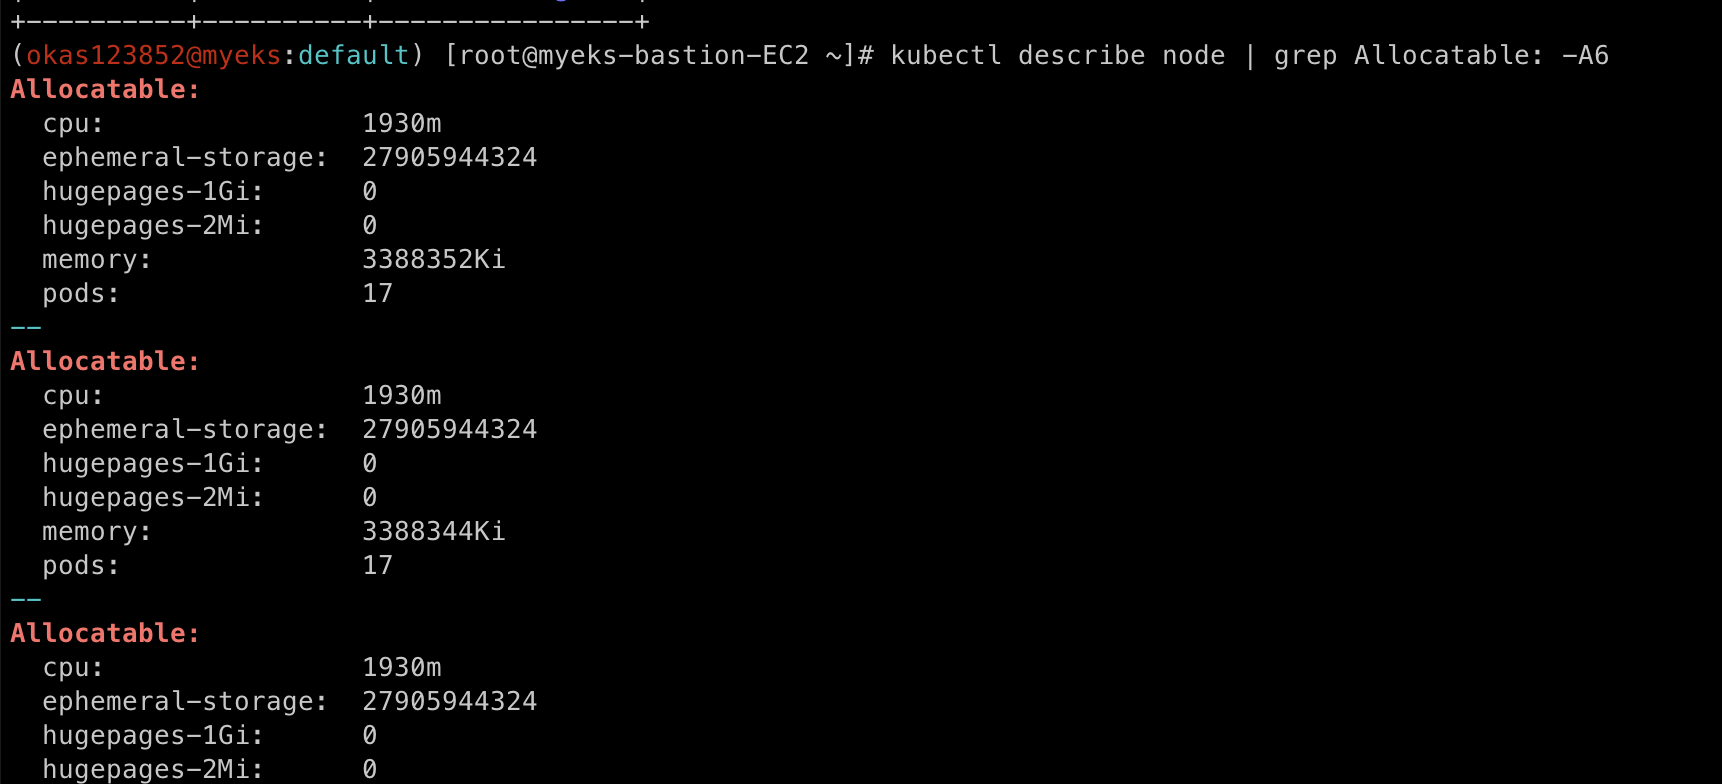 +----------+----------+----------------+
(okas123852@myeks:default) [root@myeks-bastion-EC2 ~]# kubectl describe node | grep Allocatable: -A6
Allocatable:
  cpu:                1930m
  ephemeral-storage:  27905944324
  hugepages-1Gi:      0
  hugepages-2Mi:      0
  memory:             3388352Ki
  pods:               17
--
Allocatable:
  cpu:                1930m
  ephemeral-storage:  27905944324
  hugepages-1Gi:      0
  hugepages-2Mi:      0
  memory:             3388344Ki
  pods:               17
--
Allocatable:
  cpu:                1930m
  ephemeral-storage:  27905944324
  hugepages-1Gi:      0
  hugepages-2Mi:      0